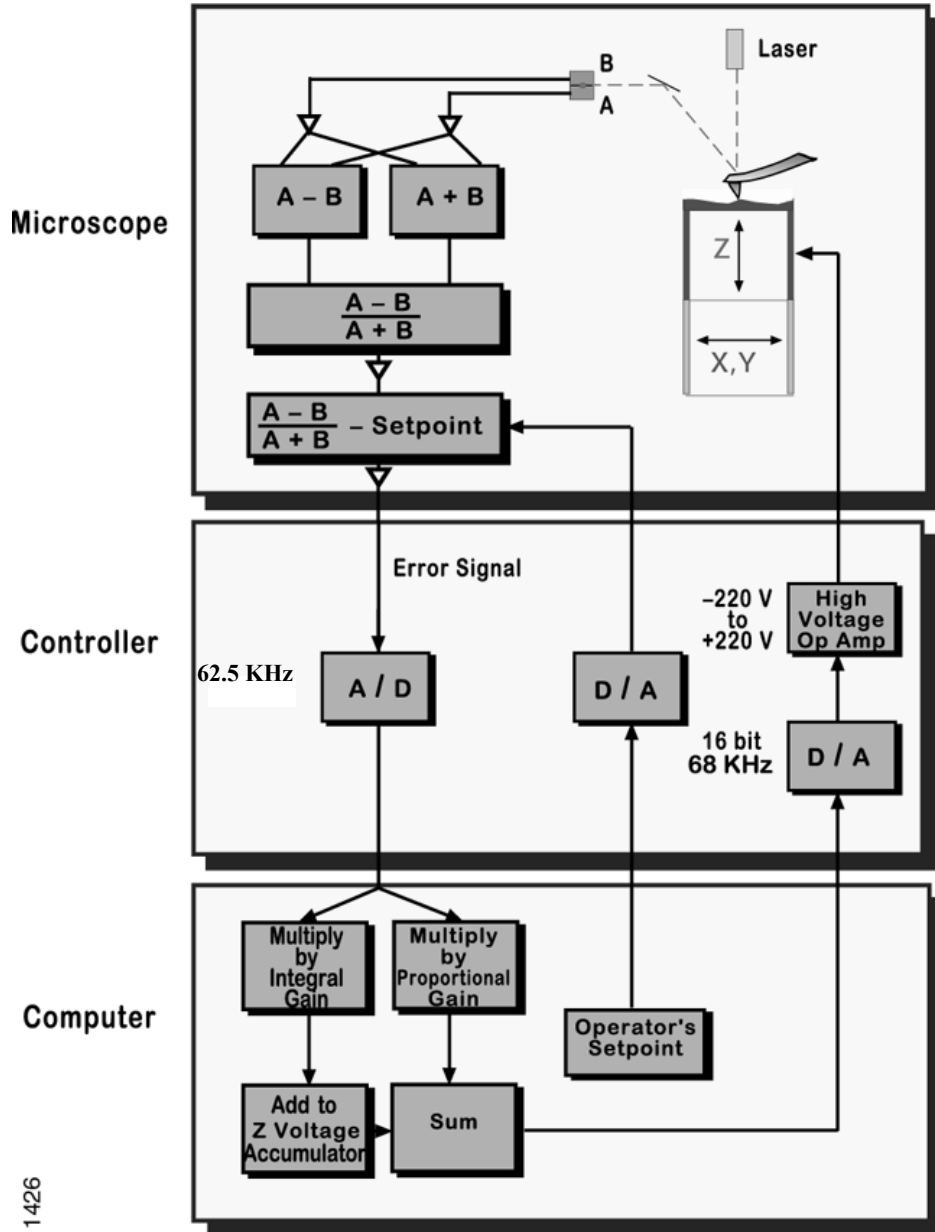 Laser
B
A
A – B
A + B
Microscope
A – B
A + B
Z
X,Y
A – B
A + B
– Setpoint
Error Signal
–220 V
to
+220 V
High
Voltage
Op Amp
Controller
62.5 KHz
A / D
D / A
16 bit
68 KHz
D / A
Multiply
by
Integral
Gain
Multiply
by
Proportional
Gain
Computer
Operator's
Setpoint
Add to
Z Voltage
Accumulator
Sum
1426